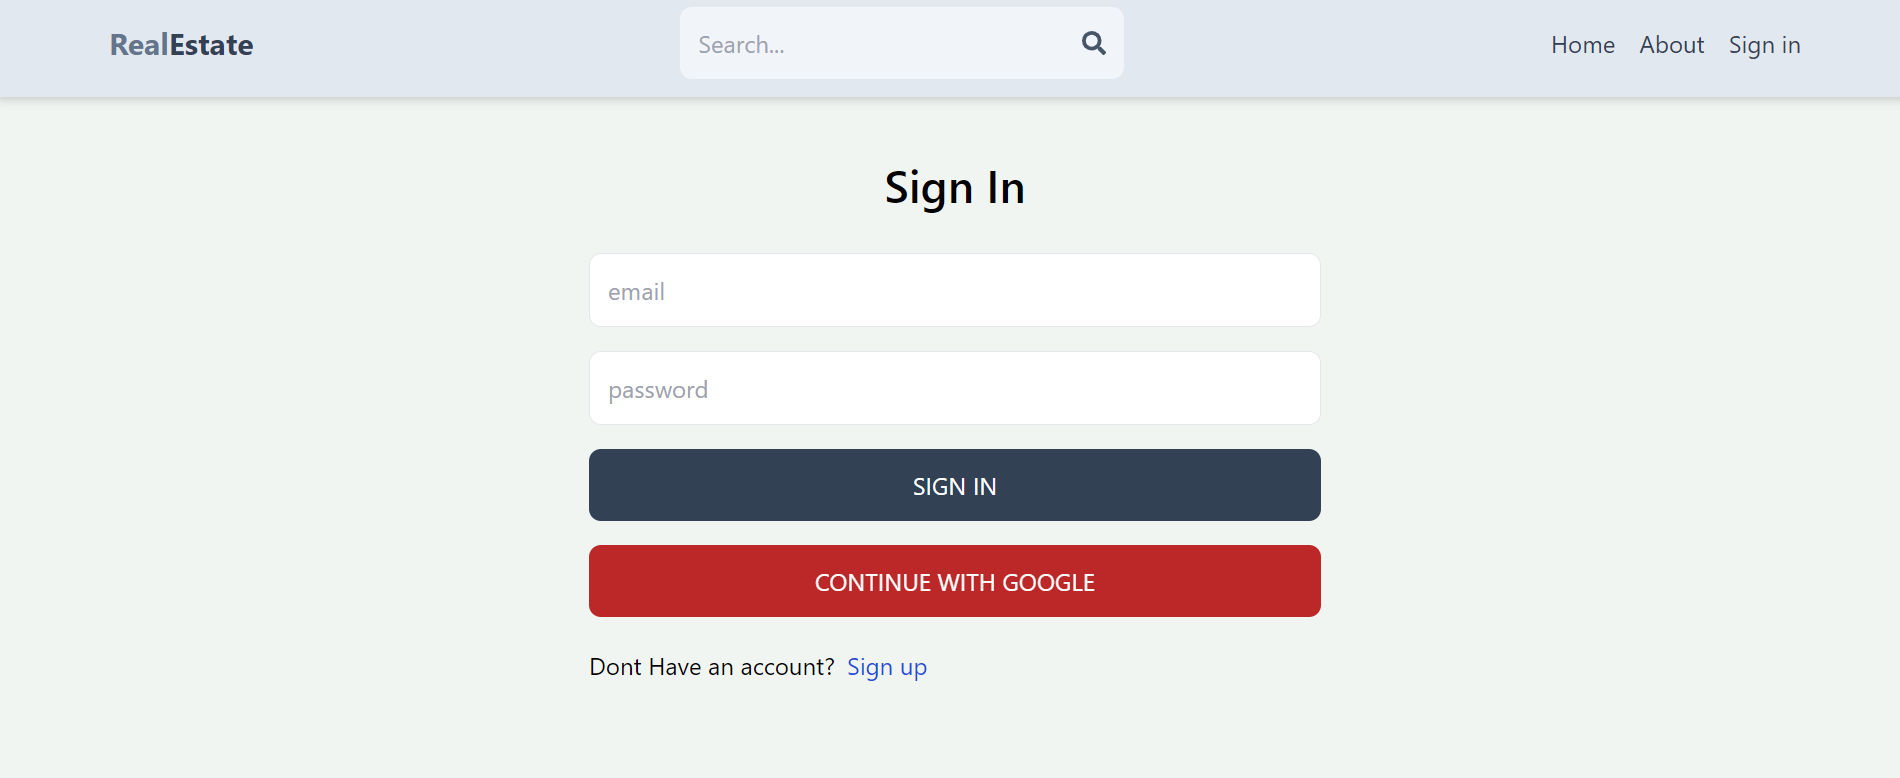 RealEstate
Search...
Home About Sign in
Sign In
email
password
SIGN IN
CONTINUE WITH GOOGLE
Dont Have an account? Sign up